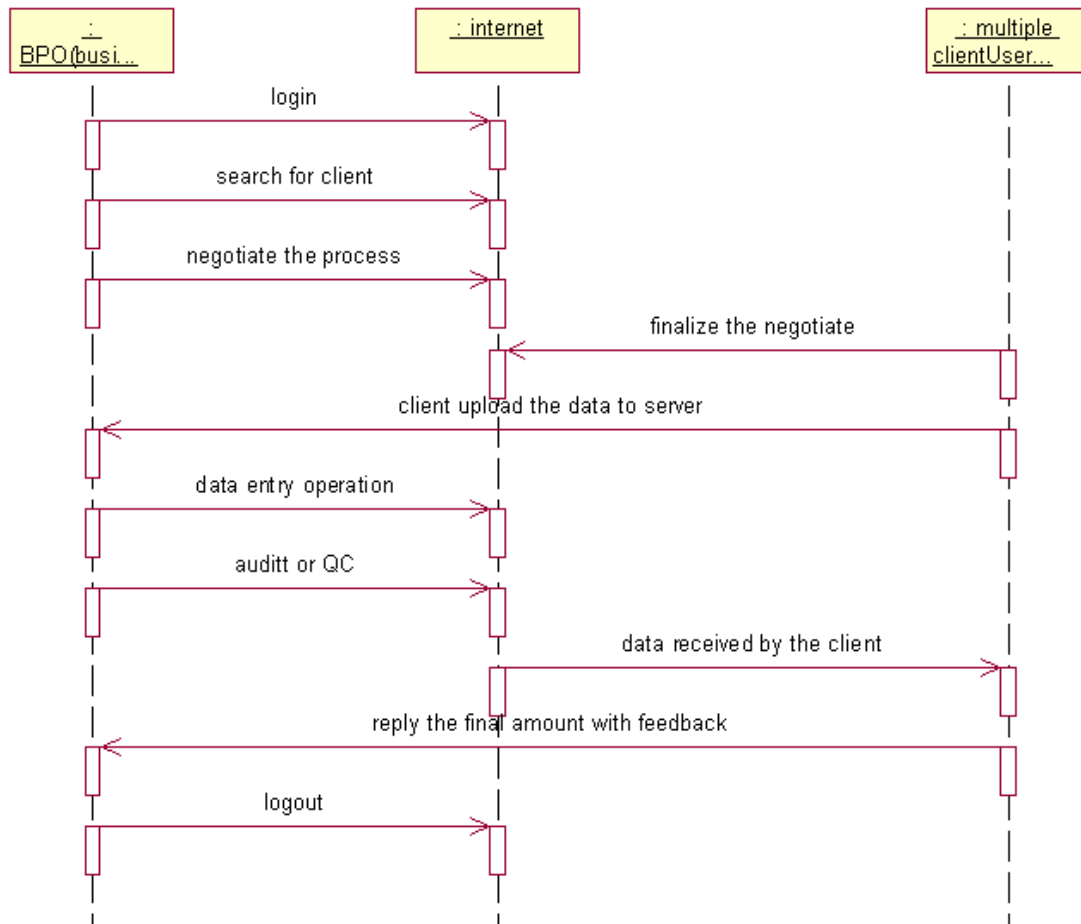 :
BPO(busi...
: internet
: multiple
clientUser...
login
search for client
negotiate the process
finalize the negotiate
client upload the data to server
data entry operation
auditt or QC
data received by the client
reply the final amount with feedback
logout